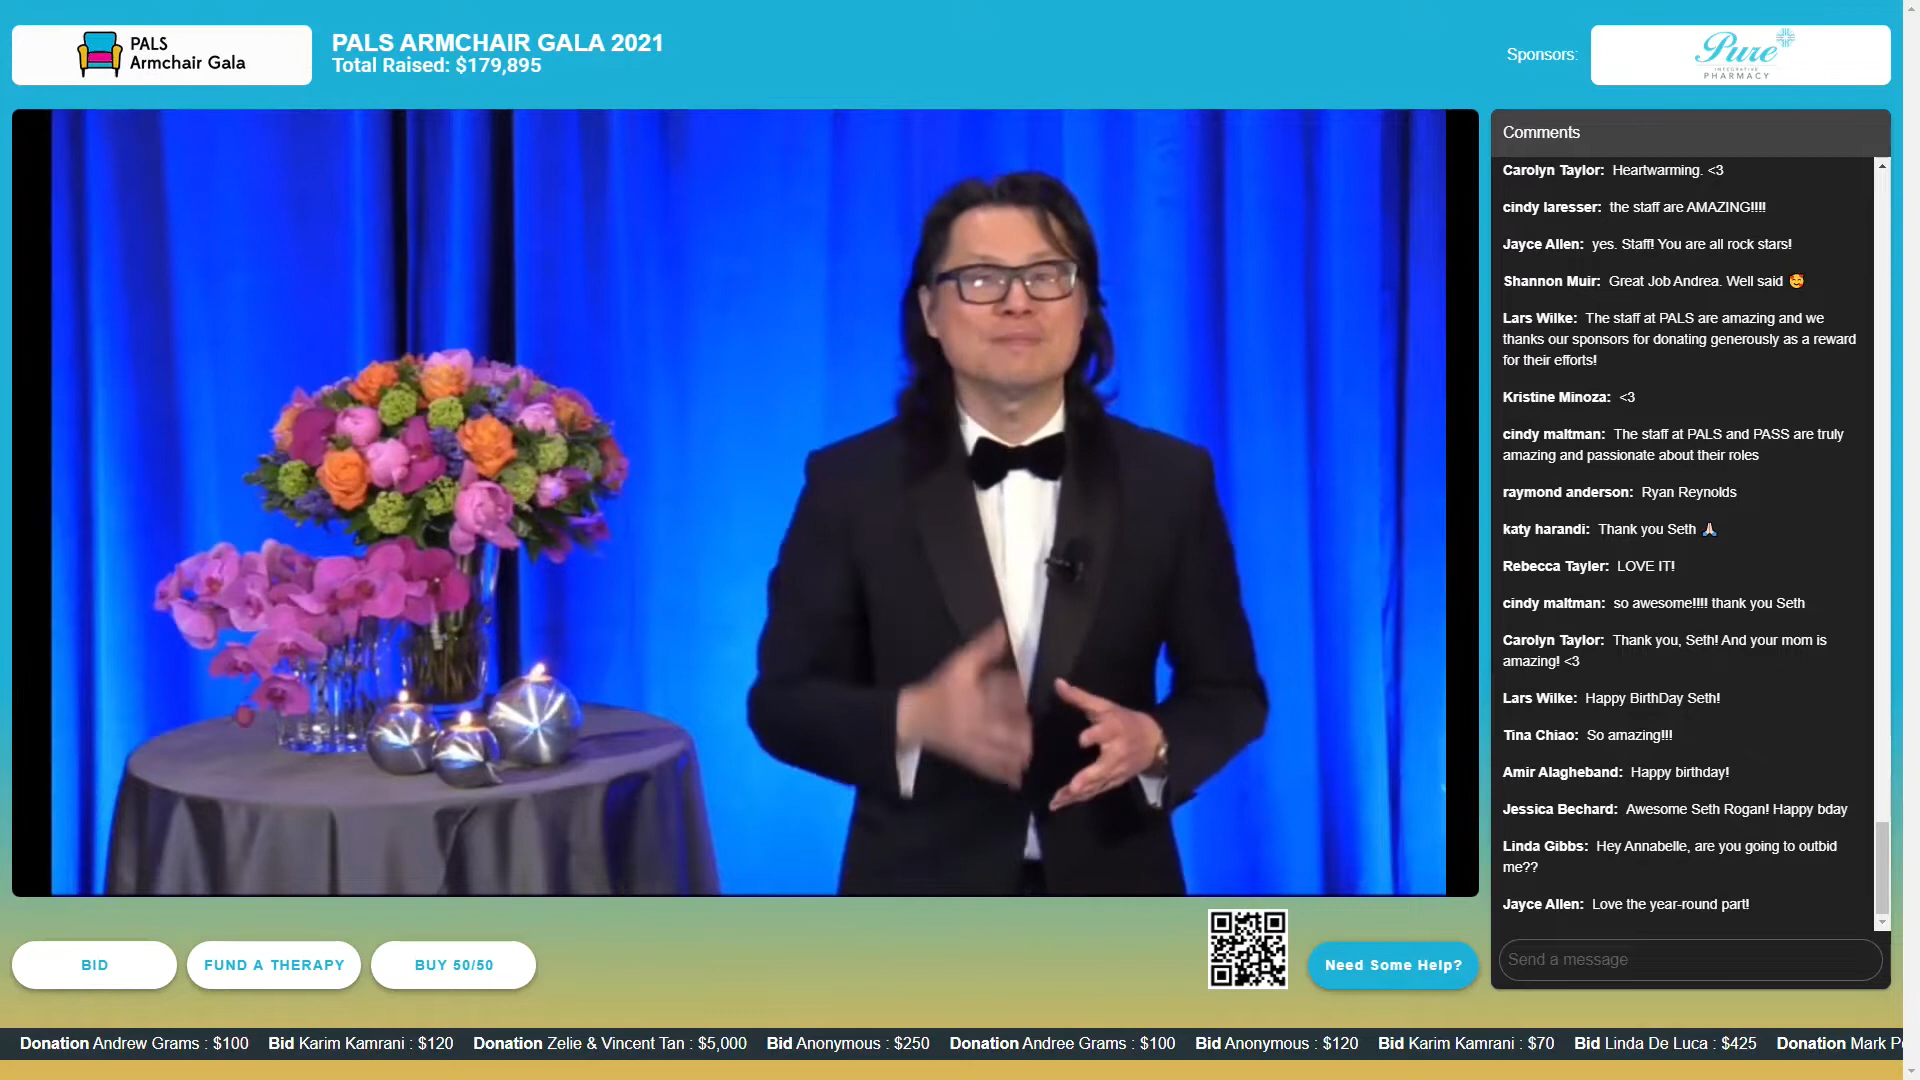 PALS
Armchair Gala
PALS ARMCHAIR GALA 2021
Total Raised: $179,895
Sponsors:
Pure
INTEGRATIVE
PHARMACY
Comments
Carolyn Taylor: Heartwarming. <3
cindy laresser: the staff are AMAZING!!!!
Jayce Allen: yes. Staff! You are all rock stars!
Shannon Muir: Great Job Andrea. Well said 🥰
Lars Wilke: The staff at PALS are amazing and we
thanks our sponsors for donating generously as a reward
for their efforts!
Kristine Minoza: <3
cindy maltman: The staff at PALS and PASS are truly
amazing and passionate about their roles
raymond anderson: Ryan Reynolds
katy harandi: Thank you Seth 🙏🏻
Rebecca Tayler: LOVE IT!
cindy maltman: so awesome!!!! thank you Seth
Carolyn Taylor: Thank you, Seth! And your mom is
amazing! <3
Lars Wilke: Happy BirthDay Seth!
Tina Chiao: So amazing!!!
Amir Alagheband: Happy birthday!
Jessica Bechard: Awesome Seth Rogan! Happy bday
Linda Gibbs: Hey Annabelle, are you going to outbid
me??
Jayce Allen: Love the year-round part!
Send a message
BID
FUND A THERAPY
BUY 50/50
Need Some Help?
Donation Andrew Grams : $100 Bid Karim Kamrani : $120 Donation Zelie & Vincent Tan : $5,000 Bid Anonymous : $250 Donation Andree Grams : $100 Bid Anonymous : $120 Bid Karim Kamrani : $70 Bid Linda De Luca : $425 Donation Mark